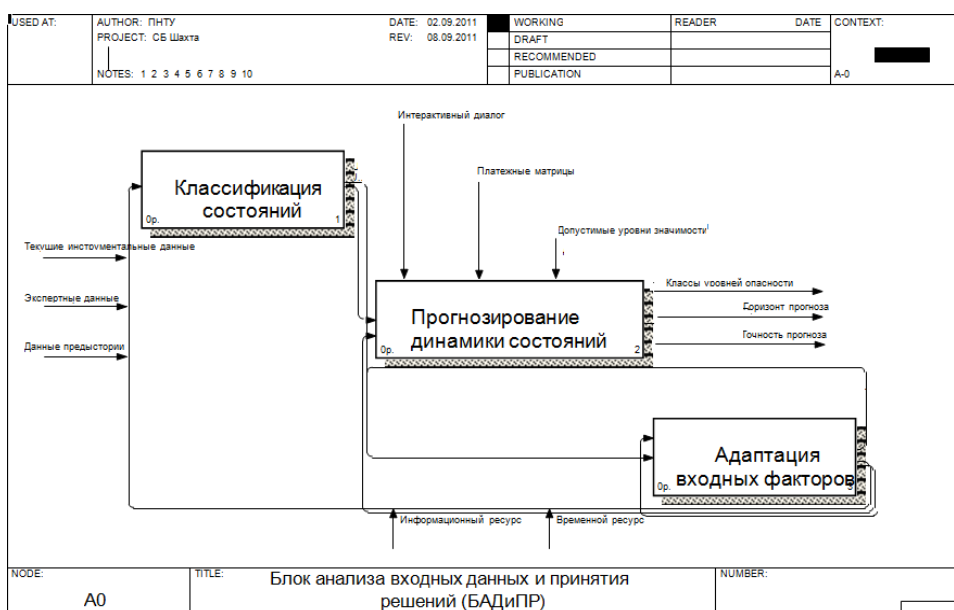 USED AT:
AUTHOR: ПНТУ
DATE: 02.09.2011
WORKING
READER
DATE
CONTEXT:
PROJECT: СБ Шахта
REV: 08.09.2011
DRAFT
RECOMMENDED
NOTES: 1 2 3 4 5 6 7 8 9 10
PUBLICATION
A-0
Интерактивный диалог
Платежные матрицы
Классификация
состояний
0р.
1
Допустимые уровни значимости
Текущие инструментальные данные
Экспертные данные
Данные предыстории
Прогнозирование
динамики состояний
0р.
2
Классы уровней опасности
Горизонт прогноза
Точность прогноза
Адаптация
входных факторов
0р.
3
Информационный ресурс
Временной ресурс
NODE:
TITLE:
NUMBER:
A0
Блок анализа входных данных и принятия
решений (БАДиПР)